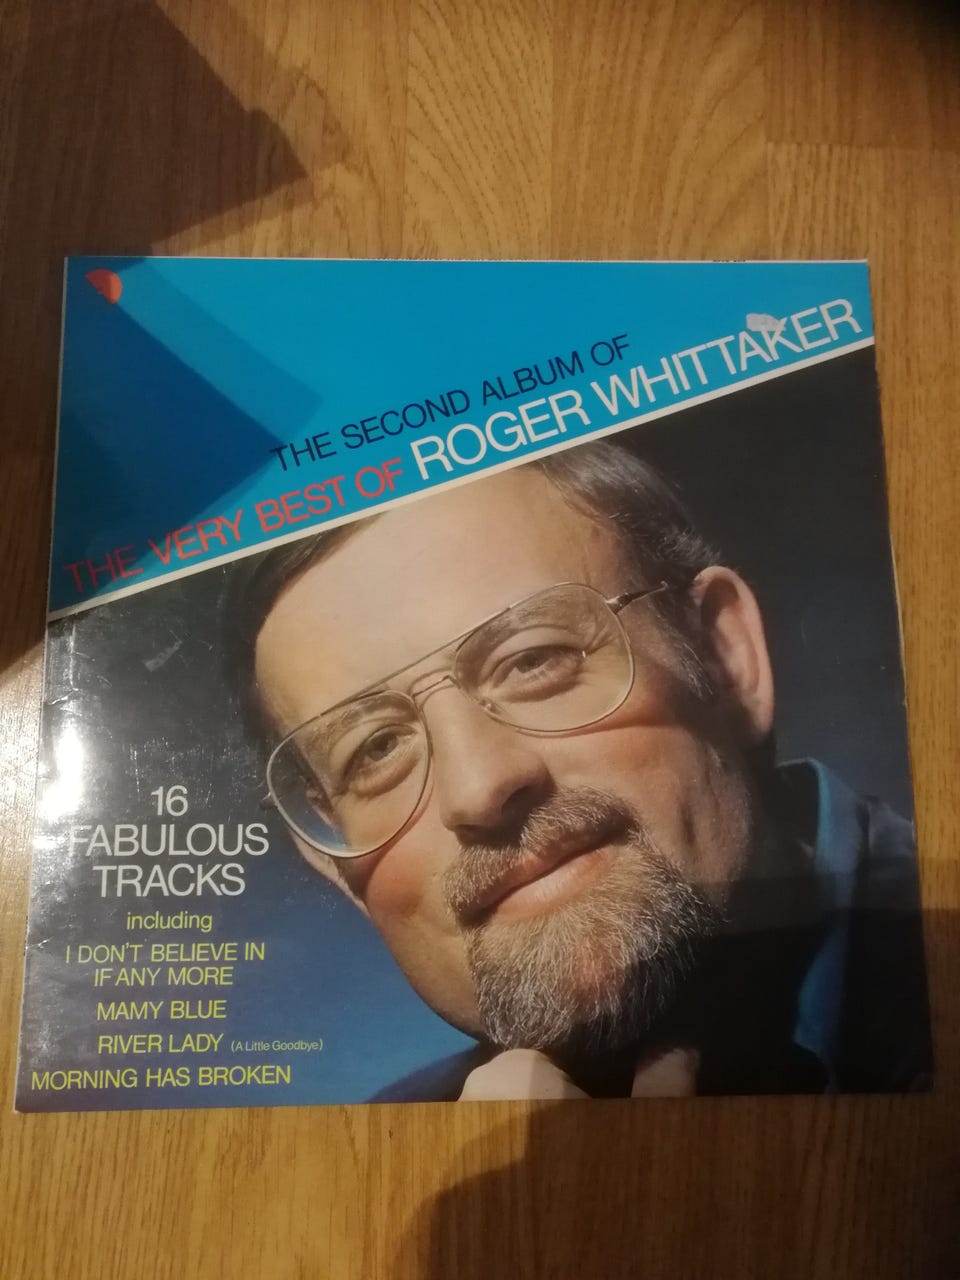 THE SECOND ALBUM OF
THE VERY BEST OF ROGER WHITTAKER
16
FABULOUS
TRACKS
including
I DON'T BELIEVE IN
IF ANY MORE
MAMY BLUE
RIVER LADY (A Little Goodbye)
MORNING HAS BROKEN